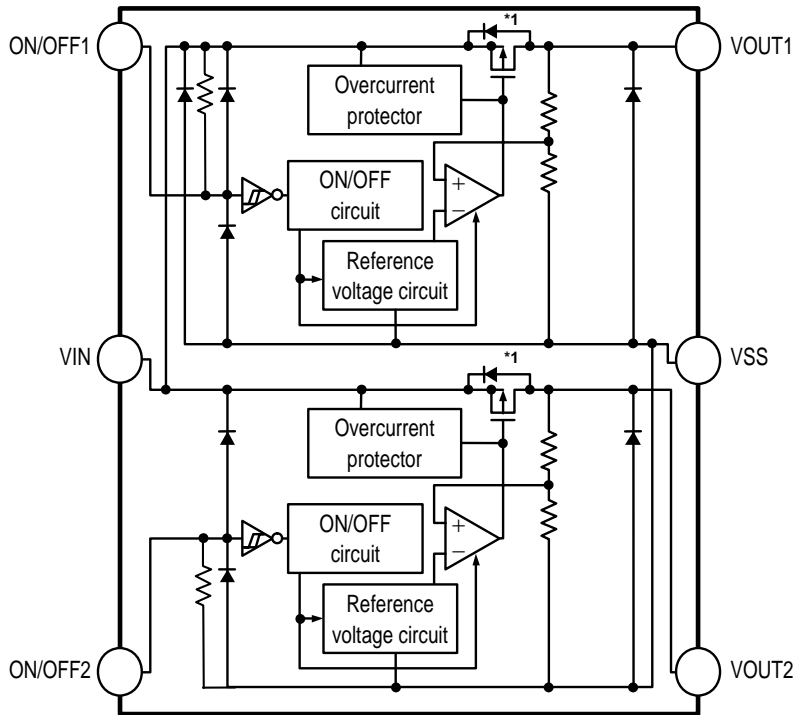 *1
ON/OFF1
VOUT1
Overcurrent
protector
ON/OFF
circuit
+
−
Reference
voltage circuit
VIN
VSS
*1
Overcurrent
protector
ON/OFF
circuit
+
−
Reference
voltage circuit
ON/OFF2
VOUT2